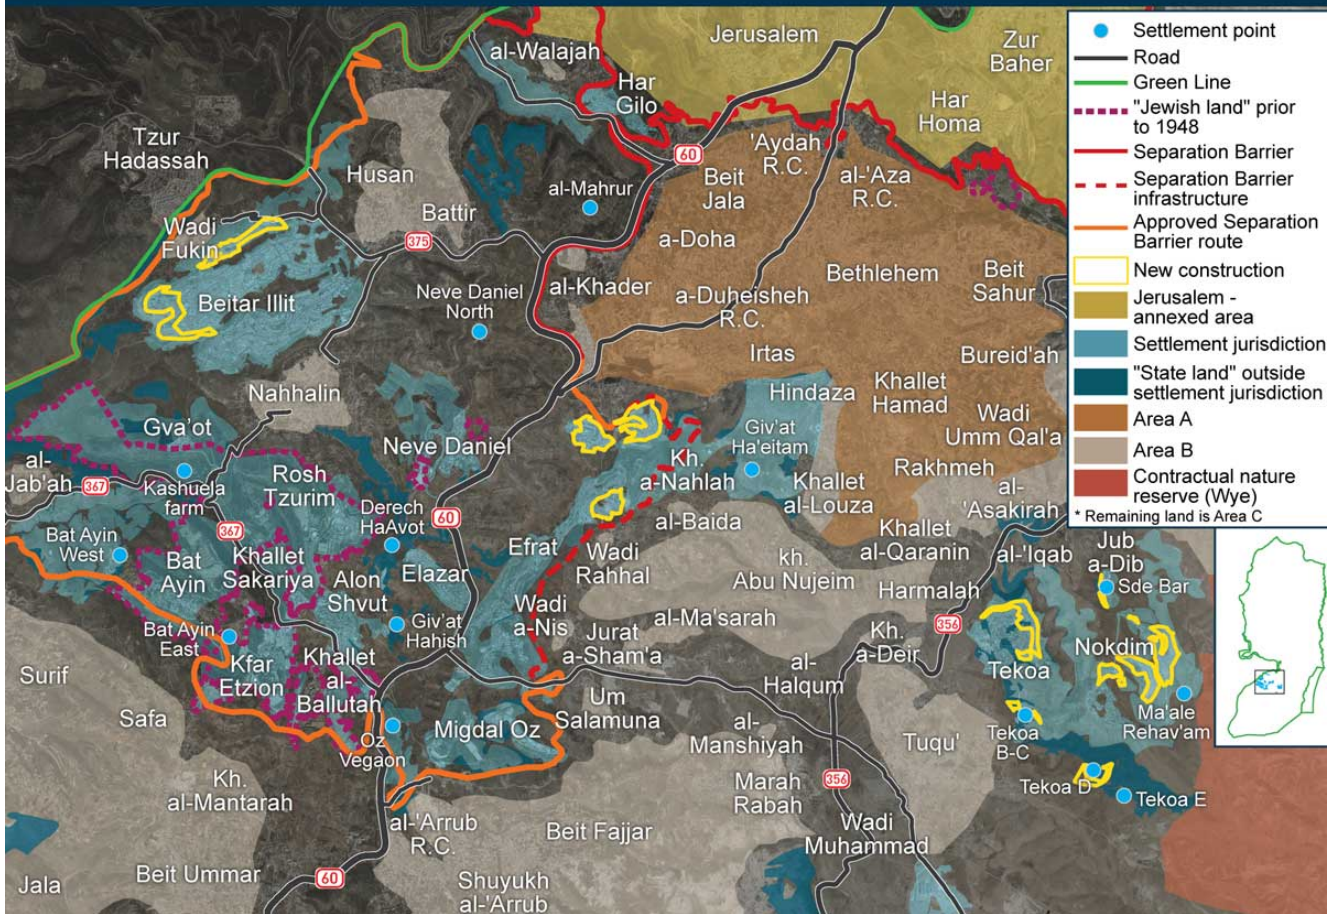 Settlement point
Road
Green Line
"Jewish land" prior
to 1948
Separation Barrier
Separation Barrier
infrastructure
Approved Separation
Barrier route
New construction
Jerusalem -
annexed area
Settlement jurisdiction
"State land" outside
settlement jurisdiction
Area A
Area B
Contractual nature
reserve (Wye)
* Remaining land is Area C
Jerusalem
Zur
Baher
al-Walajah
Har
Gilo
Har
Homa
Tzur
Hadassah
Husan
60
'Aydah
R.C.
Beit
Jala
al-'Aza
R.C.
al-Mahrur
Battir
Wadi
Fukin
375
a-Doha
Bethlehem
Beit
Sahur
Beitar Illit
Neve Daniel
North
al-Khader
a-Duheisheh
R.C.
Irtas
Bureid'ah
Nahhalin
Hindaza
Khallet
Hamad
Gva'ot
Neve Daniel
Giv'at
Ha'eitam
Wadi
Umm Qal'a
al-
Jab'ah
367
Kashuela
farm
Rosh
Tzurim
Kh.
a-Nahlah
Khallet
al-Louza
Rakhmeh
al-
'Asakirah
Derech
HaAvot
60
367
al-Baida
Bat Ayin
West
Bat
Ayin
Khallet
Sakariya
Alon
Shvut
Elazar
Efrat
Wadi
Rahhal
kh.
Abu Nujeim
Khallet
al-Qaranin
al-'Iqab
Jub
a-Dib
Sde Bar
Harmalah
Giv'at
Hahish
Wadi
a-Nis
al-Ma'sarah
356
Bat Ayin
East
Kfar
Etzion
Khallet
al-
Ballutah
Jurat
a-Sham'a
Kh.
a-Deir
Tekoa
Nokdim
Surif
Safa
al-
Halqum
Um
Salamuna
Ma'ale
Rehav'am
Oz
Vegaon
Migdal Oz
al-
Manshiyah
Tuqu'
Tekoa
B-C
Kh.
al-Mantarah
Marah
Rabah
356
Tekoa D
Tekoa E
al-'Arrub
R.C.
Beit Fajjar
Wadi
Muhammad
Jala
Beit Ummar
60
Shuyukh
al-'Arrub